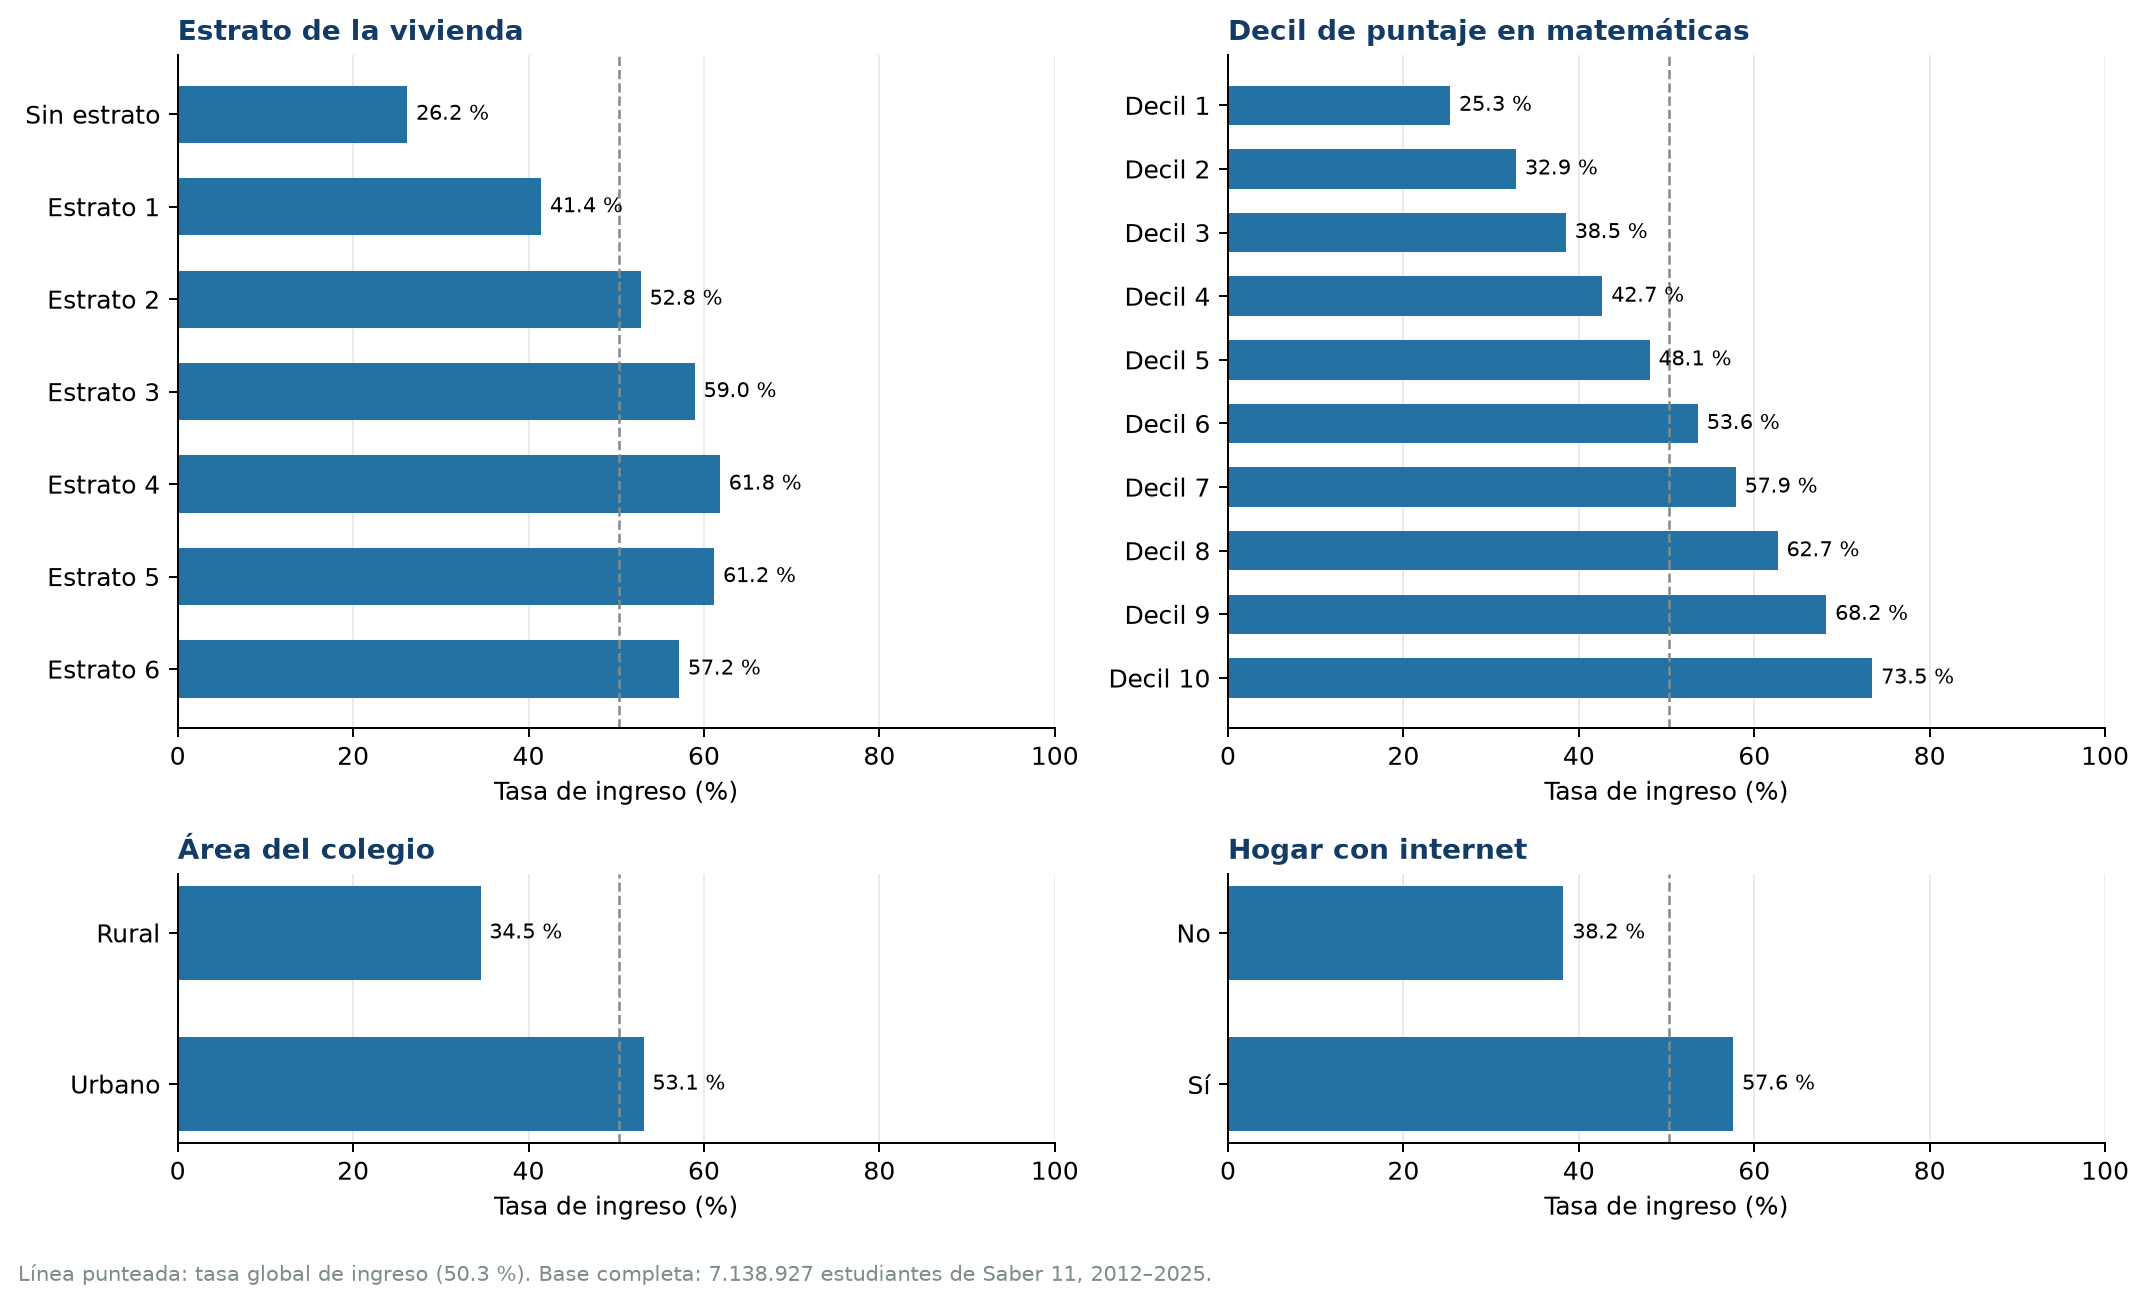 Estrato de la vivienda
Sin estrato
26.2 %
Estrato 1
41.4 %
Estrato 2
52.8 %
Estrato 3
59.0 %
Estrato 4
61.8 %
Estrato 5
61.2 %
Estrato 6
57.2 %
0 20 40 60 80 100
Tasa de ingreso (%)
Decil de puntaje en matemáticas
Decil 1
25.3 %
Decil 2
32.9 %
Decil 3
38.5 %
Decil 4
42.7 %
Decil 5
48.1 %
Decil 6
53.6 %
Decil 7
57.9 %
Decil 8
62.7 %
Decil 9
68.2 %
Decil 10
73.5 %
0 20 40 60 80 100
Tasa de ingreso (%)
Área del colegio
Rural
34.5 %
Urbano
53.1 %
0 20 40 60 80 100
Tasa de ingreso (%)
Hogar con internet
No
38.2 %
Sí
57.6 %
0 20 40 60 80 100
Tasa de ingreso (%)
Línea punteada: tasa global de ingreso (50.3 %). Base completa: 7.138.927 estudiantes de Saber 11, 2012–2025.